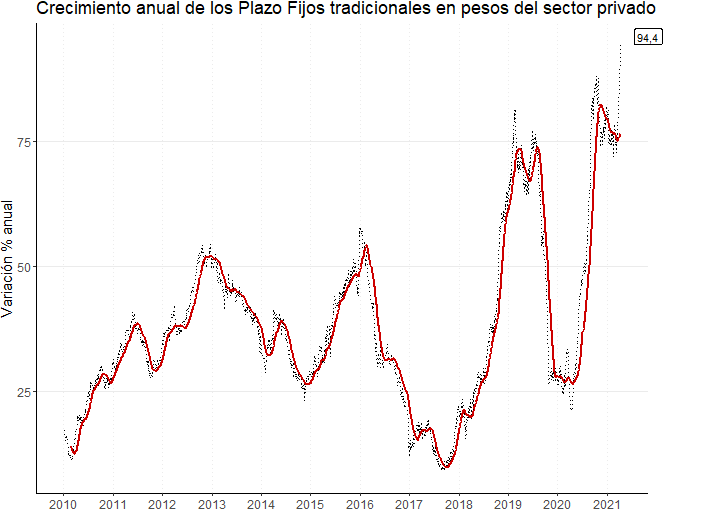 Crecimiento anual de los Plazo Fijos tradicionales en pesos del sector privado
94,4
75
50
25
Variación % anual
2010 2011 2012 2013 2014 2015 2016 2017 2018 2019 2020 2021